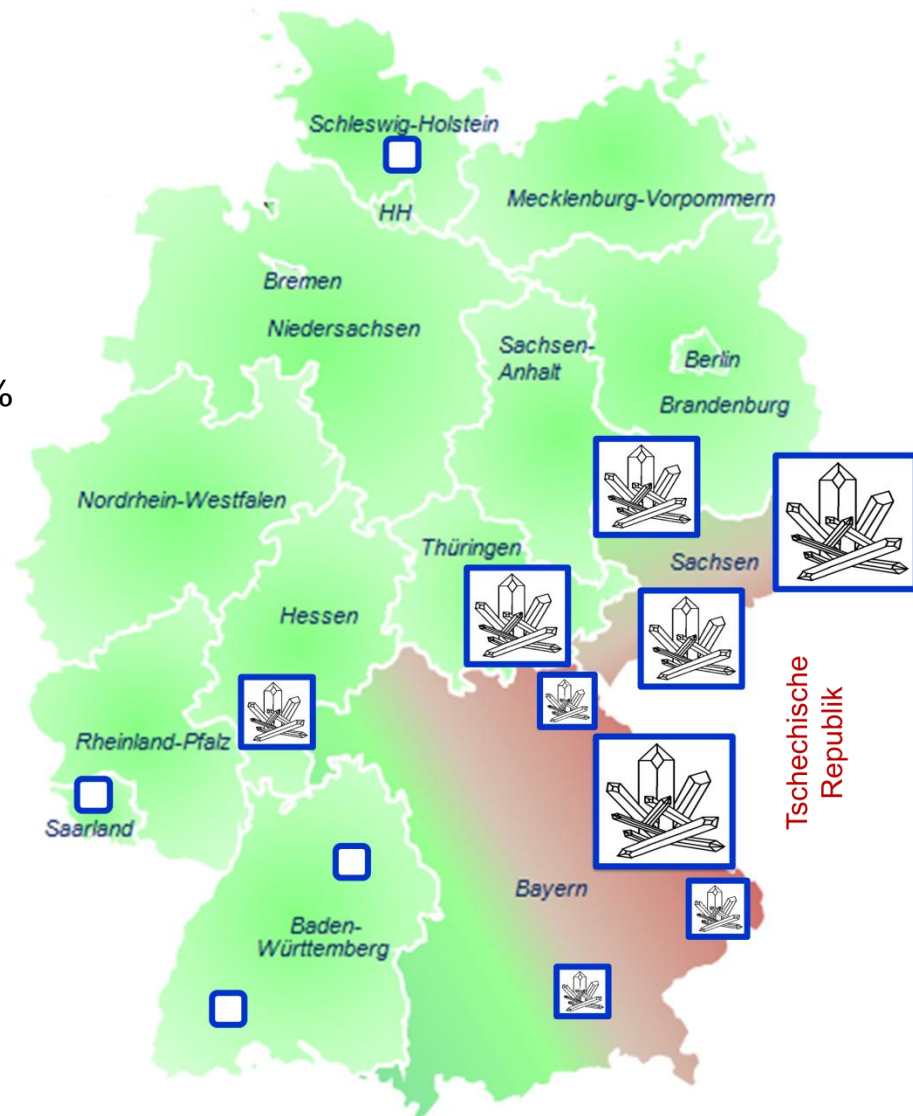 Schleswig-Holstein
HH
Mecklenburg-Vorpommern
Bremen
Niedersachsen
Sachsen-
Anhalt
Berlin
Brandenburg
%
Nordrhein-Westfalen
Thüringen
Sachsen
Hessen
Rheinland-Pfalz
Saarland
Tschechische
Republik
Bayern
Baden-
Württemberg